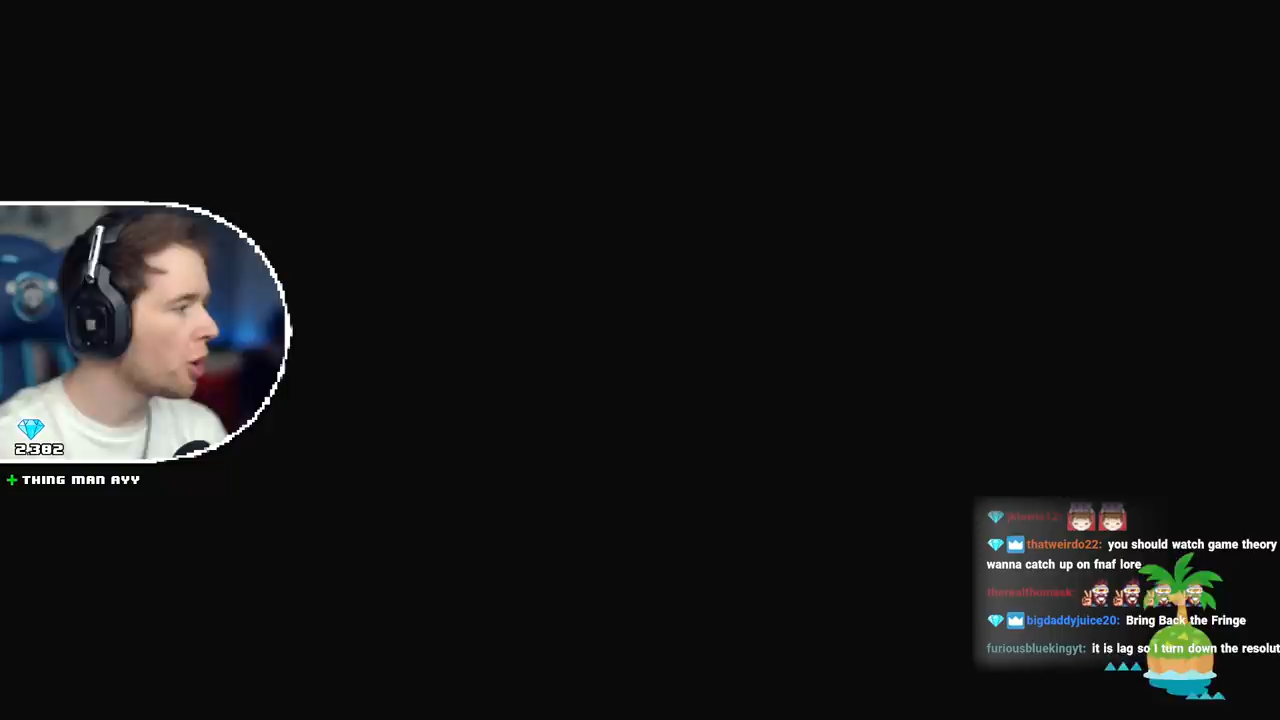 2,382
+ THING MAN AYY
thatweirdo22: you should watch game theory
wanna catch up on fnaf lore
therealthomask:
bigdaddyjuice20: Bring Back the Fringe
furiousbluekingyt: it is lag so I turn down the resolut